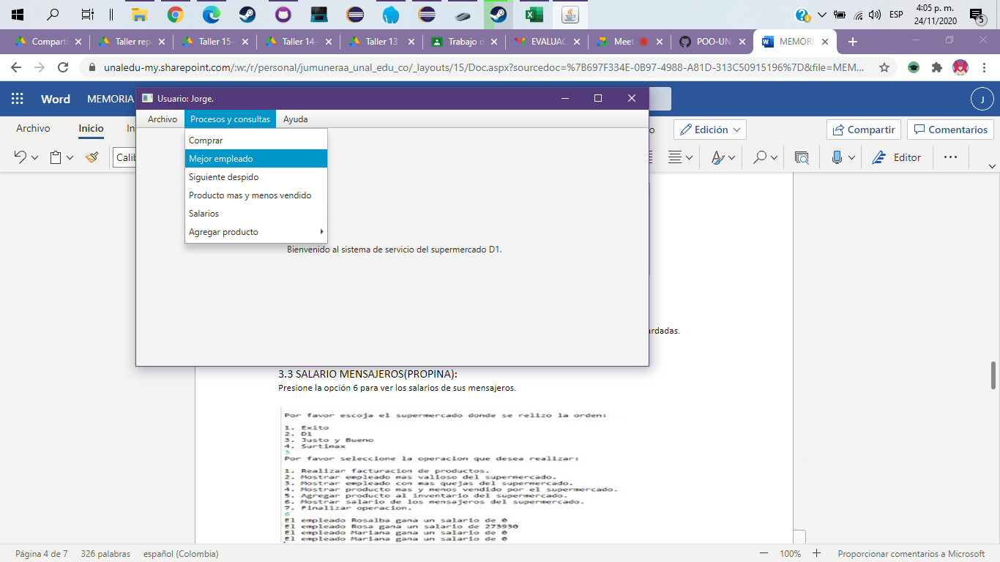 ESP
4:05 p. m.
24/11/2020
5
Comparti
Taller rep
Taller 15-
Taller 14-
Taller 13
Trabajo d
EVALUAC
Meet
POO-UN
MEMORI
unaledu-my.sharepoint.com/:w:/r/personal/jumuneraa_unal_edu_co/_layouts/15/Doc.aspx?sourcedoc=%7B697F334E-0B97-4988-A81D-313C50915196%7D&file=MEM...
Word
MEMORIA
J
Usuario: Jorge.
Archivo
Inicio
In
Edición
Compartir
Comentarios
Calib
Editor
Archivo
Procesos y consultas
Ayuda
Comprar
Mejor empleado
Siguiente despido
Producto mas y menos vendido
Salarios
Agregar producto
Bienvenido al sistema de servicio del supermercado D1.
ardadas.
3.3 SALARIO MENSAJEROS(PROPINA):
Presione la opción 6 para ver los salarios de sus mensajeros.
Por favor escoja el supermercado donde se relizo la orden:
1. Exito
2. D1
3. Justo y Bueno
4. Surtimax
3
Por favor seleccione la operacion que desea realizar:
1. Realizar facturacion de productos.
2. Mostrar empleado mas valioso del supermercado.
3. Mostrar empleado con mas quejas del supermercado.
4. Mostrar producto mas y menos vendido por el supermercado.
5. Agregar producto al inventario del supermercado.
6. Mostrar salario de los mensajeros del supermercado.
7. Finalizar operacion.
6
El empleado Rosalba gana un salario de 0
El empleado Rosa gana un salario de 273930
El empleado Mariana gana un salario de 0
El empleado Mariana gana un salario de 0
Página 4 de 7
326 palabras
español (Colombia)
100%
Proporcionar comentarios a Microsoft